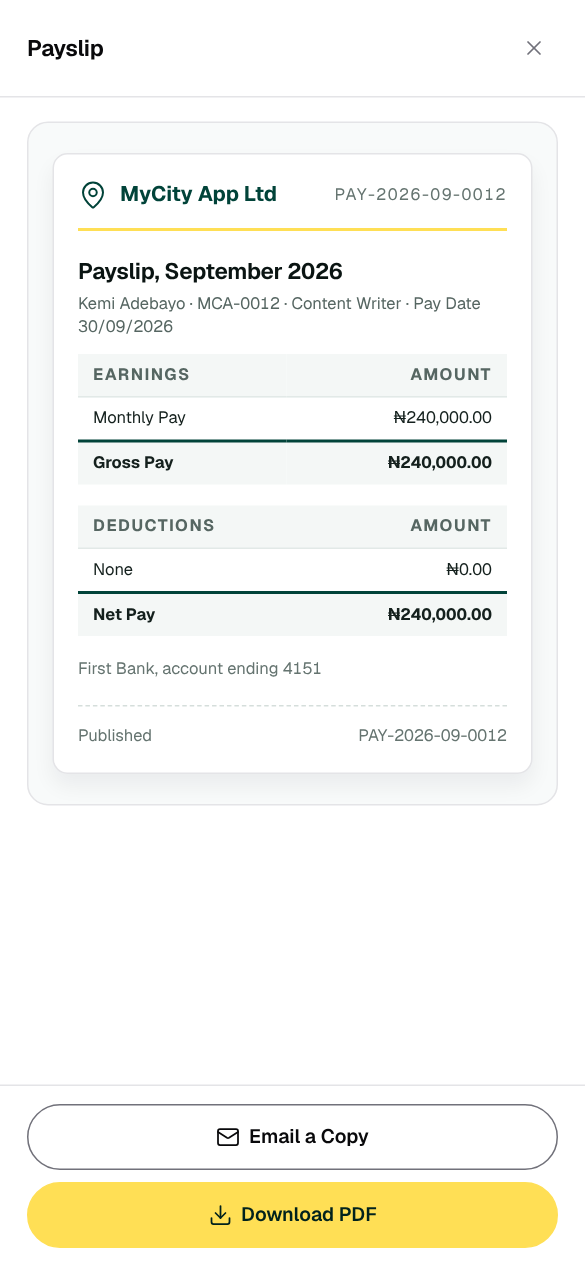 Payslip
MyCity App Ltd PAY-2026-09-0012
Payslip, September 2026
Kemi Adebayo · MCA-0012 · Content Writer · Pay Date
30/09/2026
EARNINGS AMOUNT
Monthly Pay ₦240,000.00
Gross Pay ₦240,000.00
DEDUCTIONS AMOUNT
None ₦0.00
Net Pay ₦240,000.00
First Bank, account ending 4151
Published PAY-2026-09-0012
Email a Copy
Download PDF